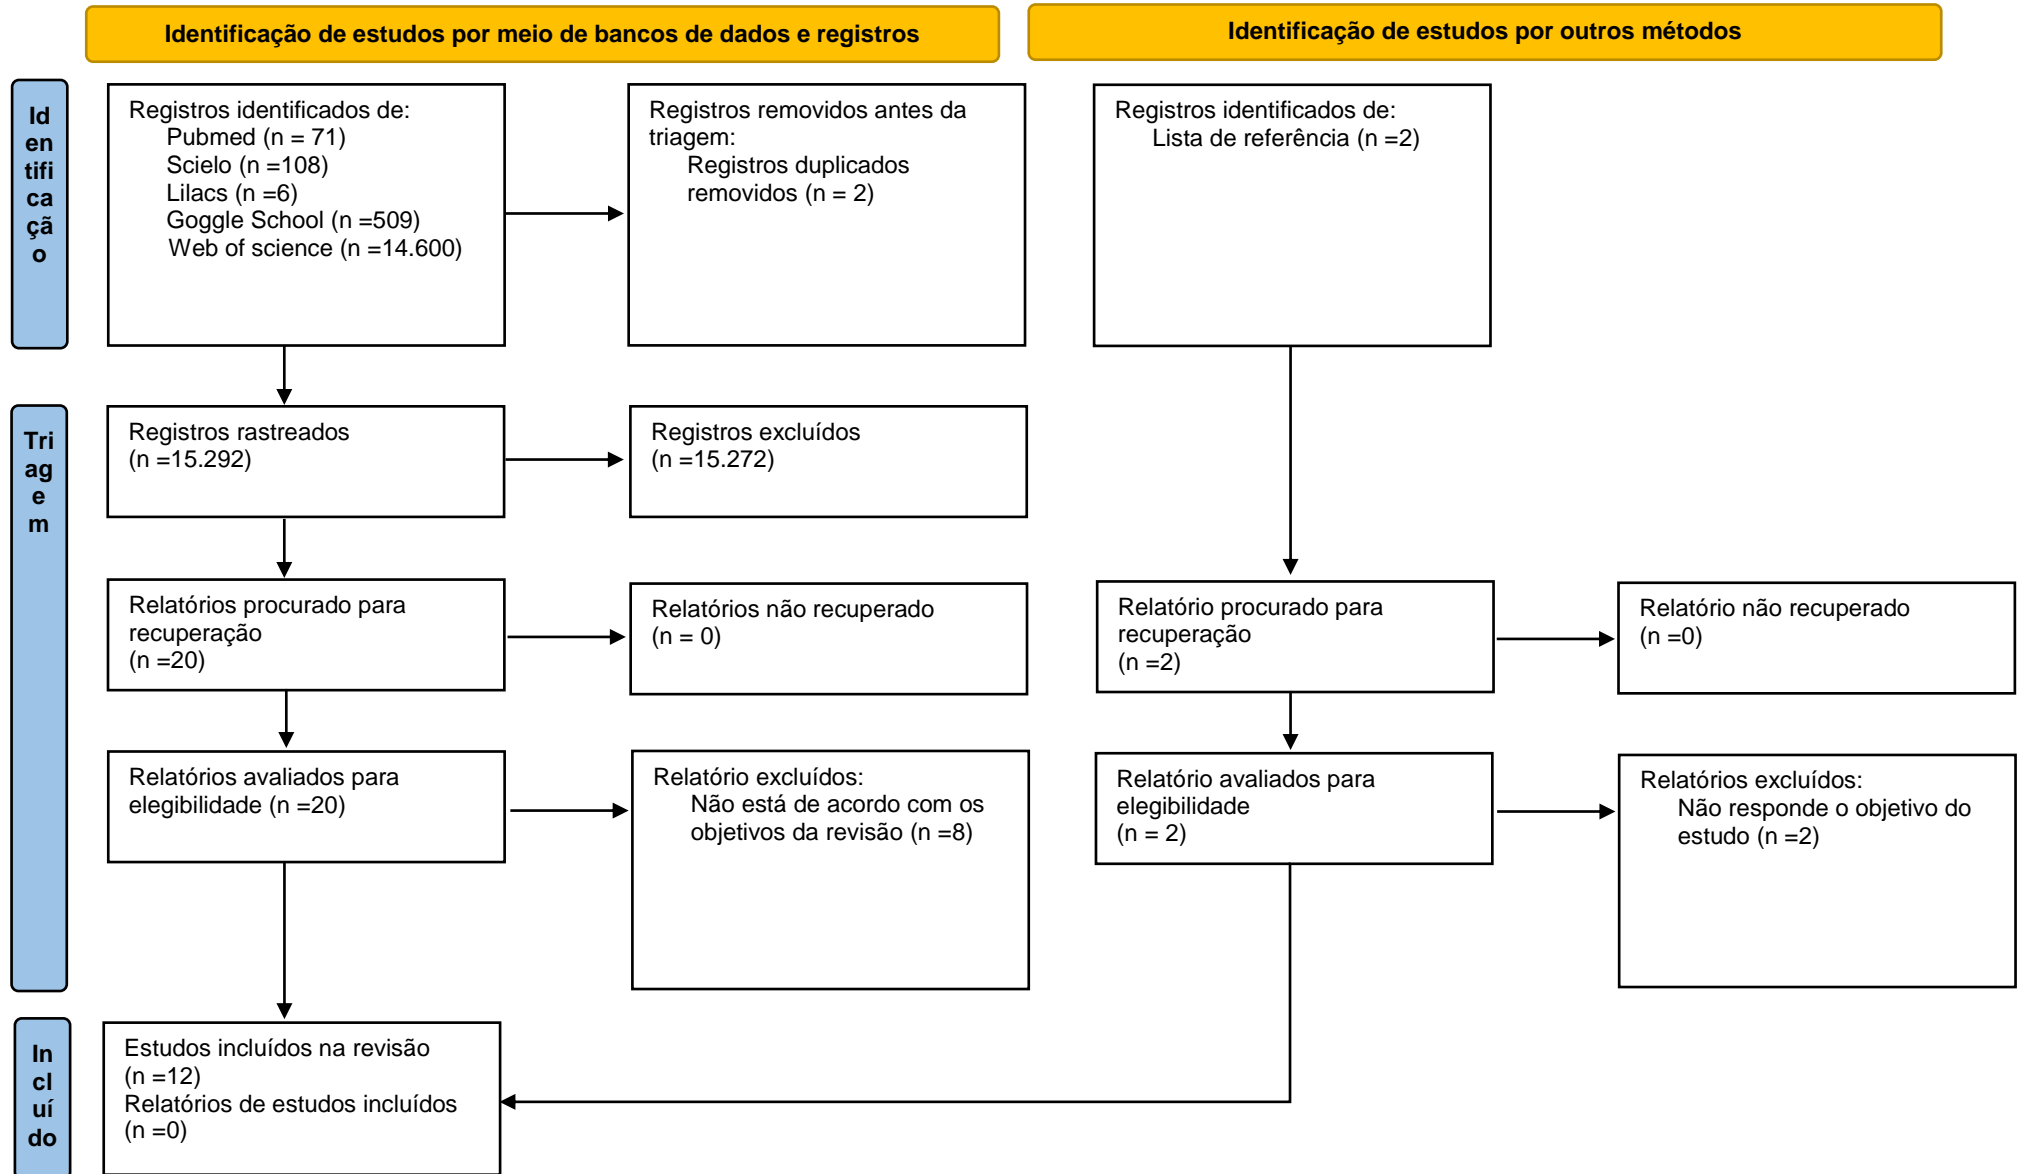 Identificação de estudos por meio de bancos de dados e registros
Identificação de estudos por outros métodos
Id
en
tifi
ca
çã
o
Registros identificados de:
Pubmed (n = 71)
Scielo (n =108)
Lilacs (n =6)
Goggle School (n =509)
Web of science (n =14.600)
Registros removidos antes da
triagem:
Registros duplicados
removidos (n = 2)
Registros identificados de:
Lista de referência (n =2)
Tri
ag
e
m
Registros rastreados
(n =15.292)
Registros excluídos
(n =15.272)
Relatórios procurado para
recuperação
(n =20)
Relatórios não recuperado
(n = 0)
Relatório procurado para
recuperação
(n =2)
Relatório não recuperado
(n =0)
Relatórios avaliados para
elegibilidade (n =20)
Relatório excluídos:
Não está de acordo com os
objetivos da revisão (n =8)
Relatório avaliados para
elegibilidade
(n = 2)
Relatórios excluídos:
Não responde o objetivo do
estudo (n =2)
In
cl
uí
do
Estudos incluídos na revisão
(n =12)
Relatórios de estudos incluídos
(n =0)